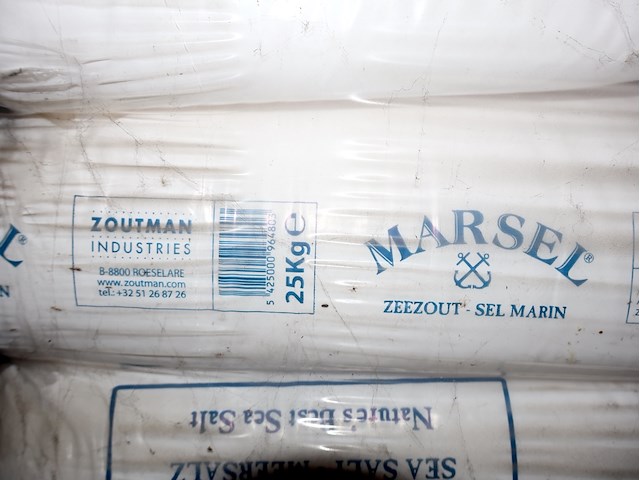 ZOUTMAN
INDUSTRIES
B-8800 ROESELARE
www.zoutman.com
tel.: +32 51 26 87 26
25Kg e
MARSEL®
ZEEZOUT - SEL MARIN
Nature's Best Sea Salt
SEA SALT MEERSALZ